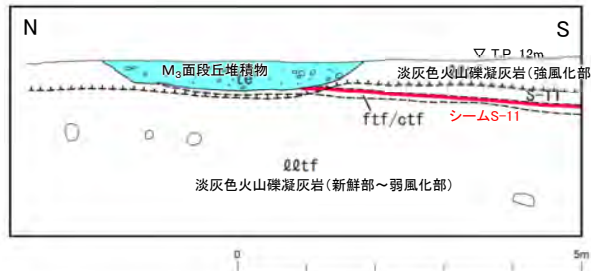 N
S
▽ T.P. 12m
M₃面段丘堆積物
te
淡灰色火山礫凝灰岩(強風化部
S-11
ftf/ctf
シームS-11
ℓℓtf
淡灰色火山礫凝灰岩(新鮮部～弱風化部)
0
5m